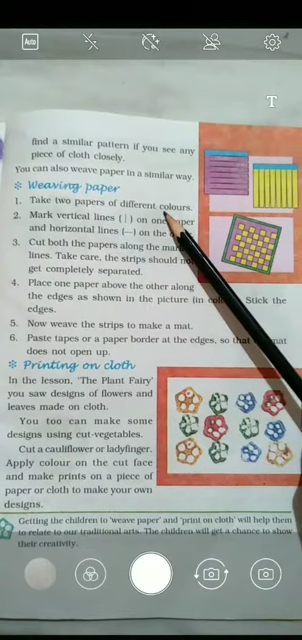 Auto
T
find a similar pattern if you see any
piece of cloth closely.
You can also weave paper in a similar way.
Weaving paper
1. Take two papers of different colours.
2. Mark vertical lines ( | ) on one
and horizontal lines (—) on the
3. Cut both the papers along the
lines. Take care, the strips should
get completely separated.
4. Place one paper above the other along
the edges as shown in the picture (in Stick the
edges.
5. Now weave the strips to make a mat.
6. Paste tapes or a paper border at the edges, so mat
does not open up.
Printing on cloth
In the lesson, 'The Plant Fairy'
you saw designs of flowers and
leaves made on cloth.
You too can make some
designs using cut-vegetables.
Cut a cauliflower or ladyfinger.
Apply colour on the cut face
and make prints on a piece of
paper or cloth to make your own
designs.
Getting the children to 'weave paper' and 'print on cloth' will help them
to relate to our traditional arts. The children will get a chance to show
their creativity.